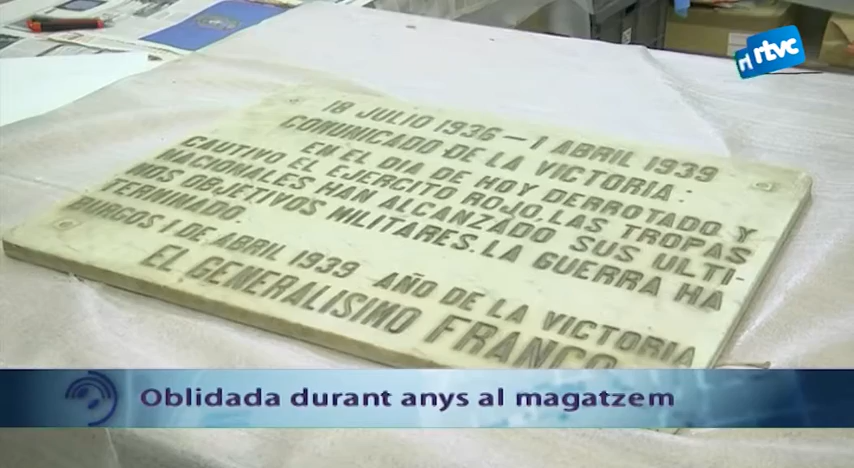 rtvc
18 JULIO 1936 — 1 ABRIL 1939
COMUNICADO DE LA VICTORIA.
EN EL DIA DE HOY DERROTADO Y
CAUTIVO EL EJERCITO ROJO, LAS TROPAS
NACIONALES HAN ALCANZADO SUS ULTI-
MOS OBJETIVOS MILITARES. LA GUERRA HA
TERMINADO.
BURGOS 1 DE ABRIL 1939 AÑO DE LA VICTORIA
EL GENERALISIMO FRANCO
Oblidada durant anys al magatzem